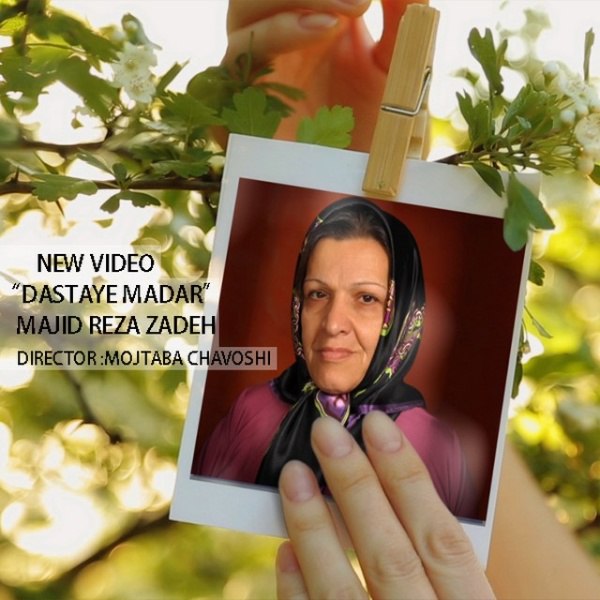 NEW VIDEO
"DASTAYE MADAR"
MAJID REZA ZADEH
DIRECTOR :MOJTABA CHAVOSHI